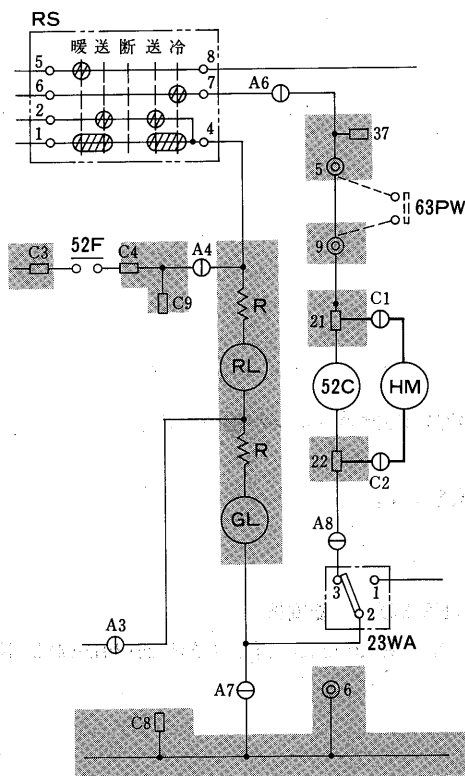 RS
暖 送 断 送 冷
5 8
6 7 A6
2
1 4
37
5
63PW
52F A4
C3 C4
9
C9
R
21 C1
RL 52C HM
R
22 C2
GL
A8
3 1
2
A3 23WA
A7
6
C8